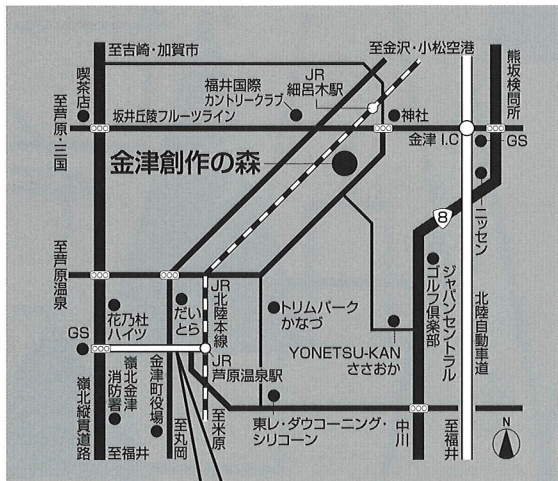 至吉崎・加賀市
至金沢・小松空港
熊坂検問所
喫茶店
福井国際
カントリークラブ
JR
細呂木駅
至芦原・三国
坂井丘陵フルーツライン
神社
金津 I.C
GS
金津創作の森
ニッセン
8
至芦原温泉
花乃杜
ハイツ
だいとら
JR北陸本線
トリムパーク
かなづ
YONETSU-KAN
ささおか
ジャパンセントラル
ゴルフ倶楽部
北陸自動車道
GS
JR
芦原温泉駅
嶺北縦貫道路
嶺北金津
消防署
金津町役場
至福井
至丸岡
至米原
東レ・ダウコーニング・
シリコーン
中川
至福井
N